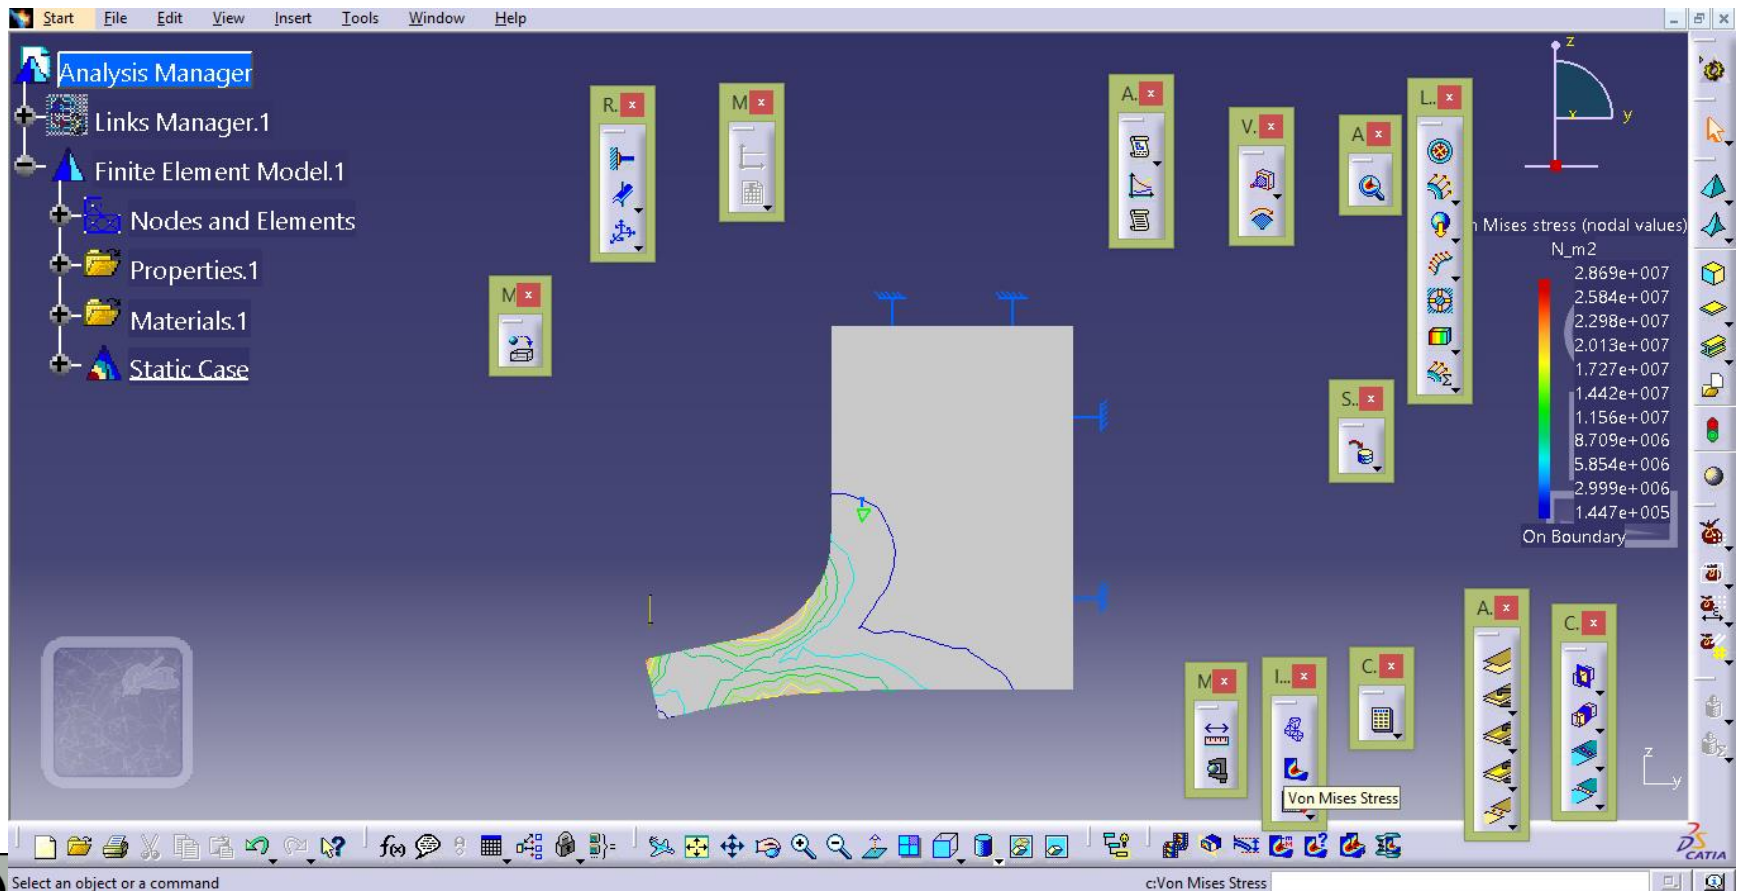 Start File Edit View Insert Tools Window Help
Analysis Manager
Links Manager.1
Finite Element Model.1
Nodes and Elements
Properties.1
Materials.1
Static Case
R.
M
A.
V.
A
L..
M
S..
z
x
y
n Mises stress (nodal values)
N_m2
2.869e+007
2.584e+007
2.298e+007
2.013e+007
1.727e+007
1.442e+007
1.156e+007
8.709e+006
5.854e+006
2.999e+006
1.447e+005
On Boundary
A.
C.
M
I...
C.
Von Mises Stress
z
y
f(x)
DS
CATIA
Select an object or a command
c:Von Mises Stress